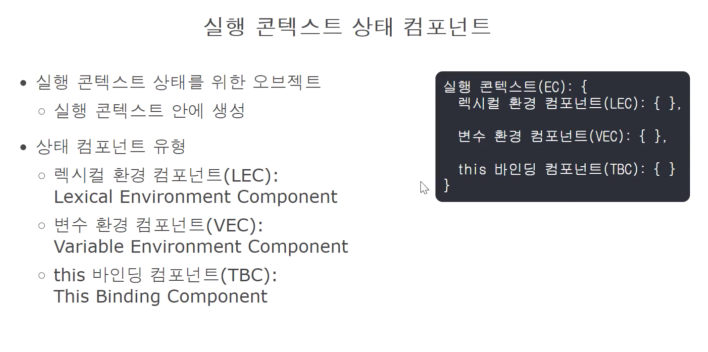 실행 콘텍스트 상태 컴포넌트
• 실행 콘텍스트 상태를 위한 오브젝트
○ 실행 콘텍스트 안에 생성
• 상태 컴포넌트 유형
○ 렉시컬 환경 컴포넌트(LEC):
Lexical Environment Component
○ 변수 환경 컴포넌트(VEC):
Variable Environment Component
○ this 바인딩 컴포넌트(TBC):
This Binding Component
실행 콘텍스트(EC): {
렉시컬 환경 컴포넌트(LEC): { },
변수 환경 컴포넌트(VEC): { },
this 바인딩 컴포넌트(TBC): { }
}